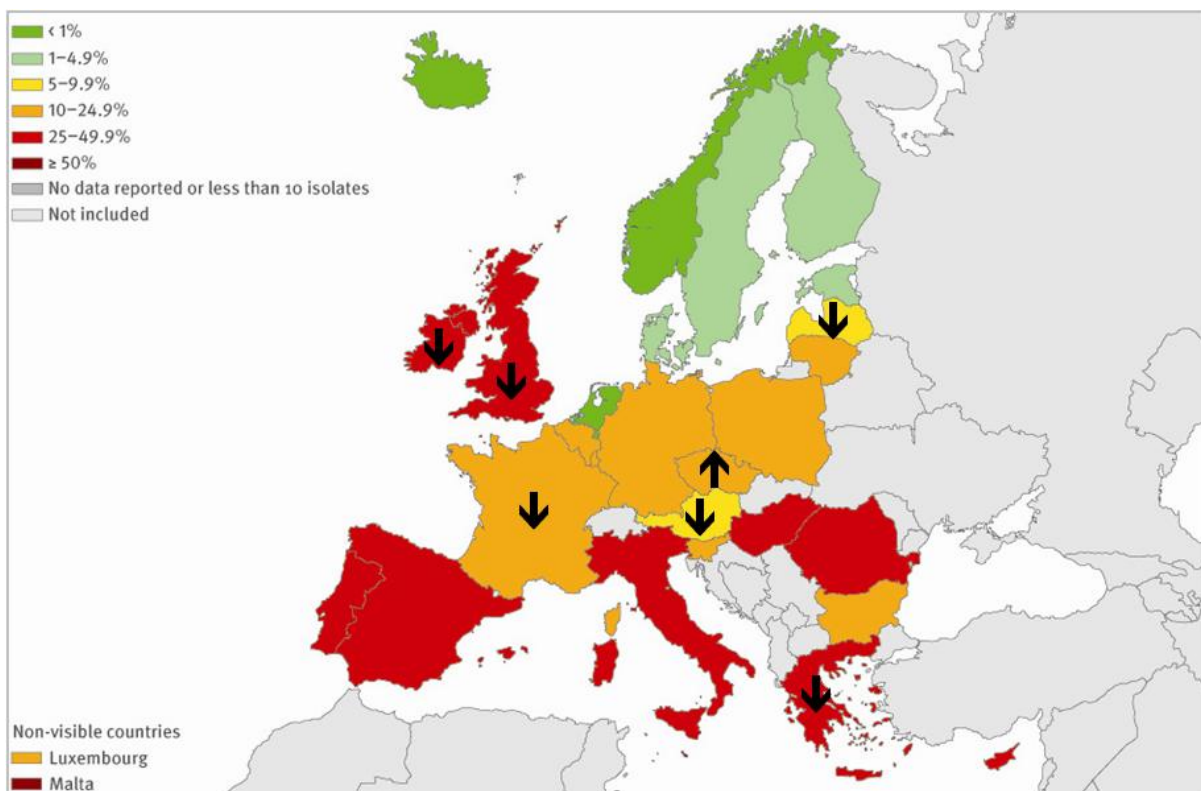 < 1%
1–4.9%
5–9.9%
10–24.9%
25–49.9%
≥ 50%
No data reported or less than 10 isolates
Not included
Non-visible countries
Luxembourg
Malta